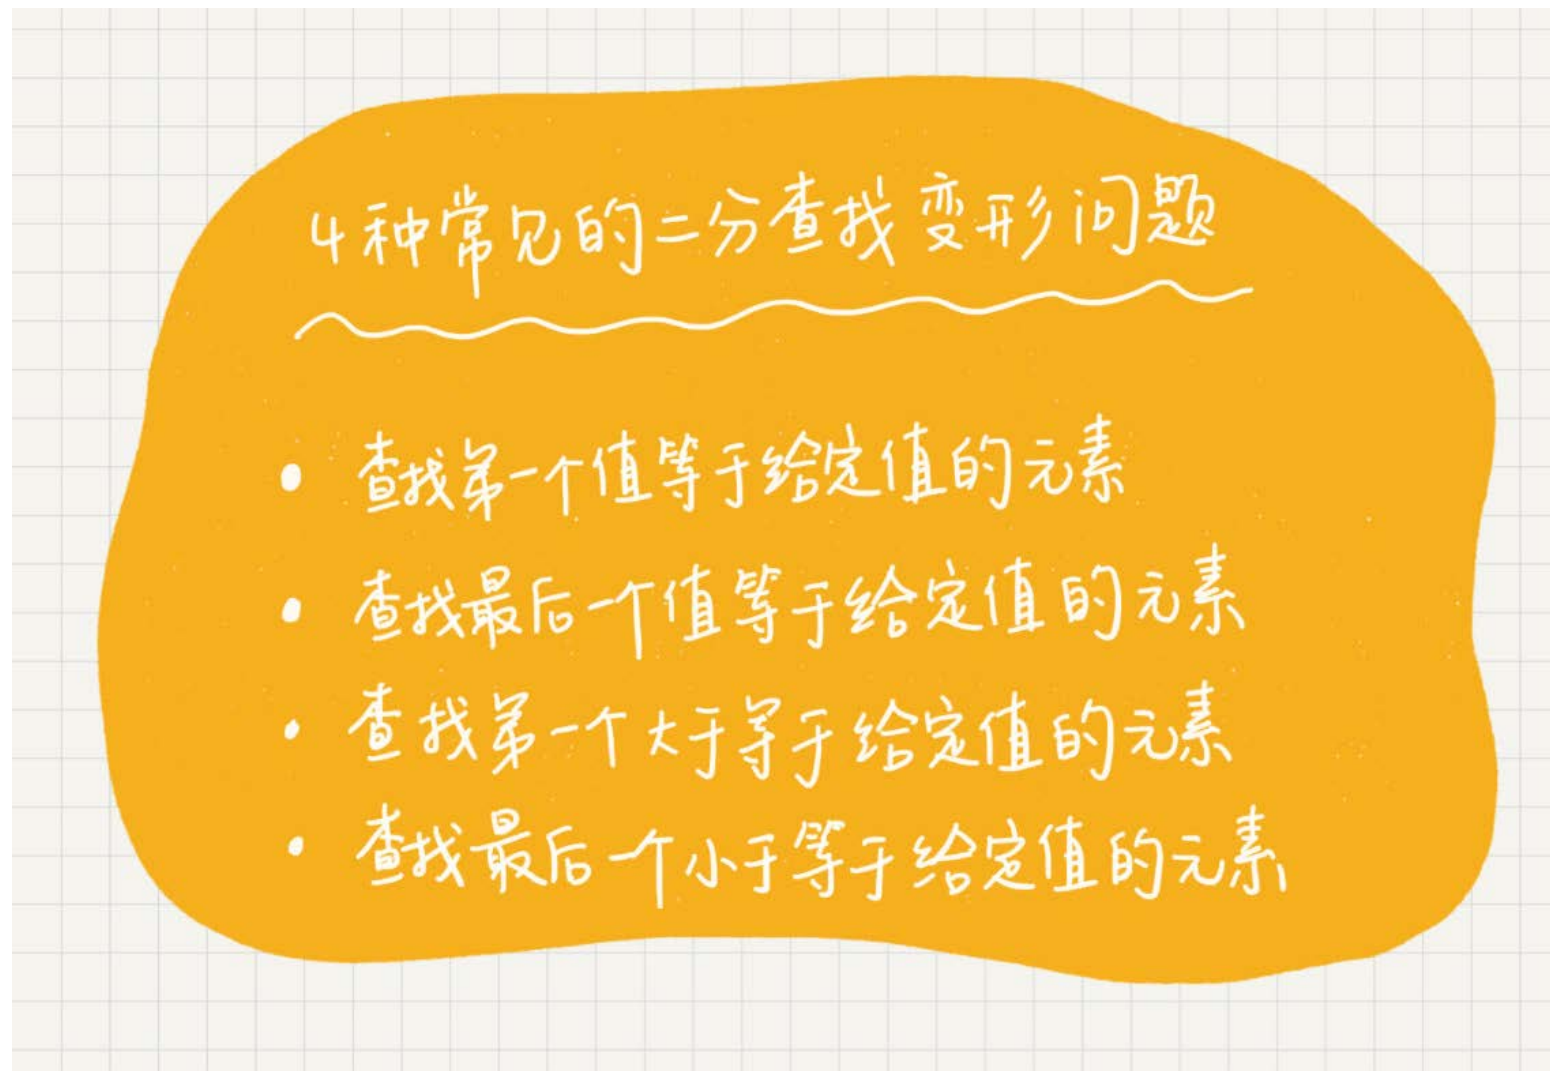 4种常见的二分查找变形问题
• 查找第一个值等于给定值的元素
• 查找最后一个值等于给定值的元素
• 查找第一个大于等于给定值的元素
• 查找最后一个小于等于给定值的元素